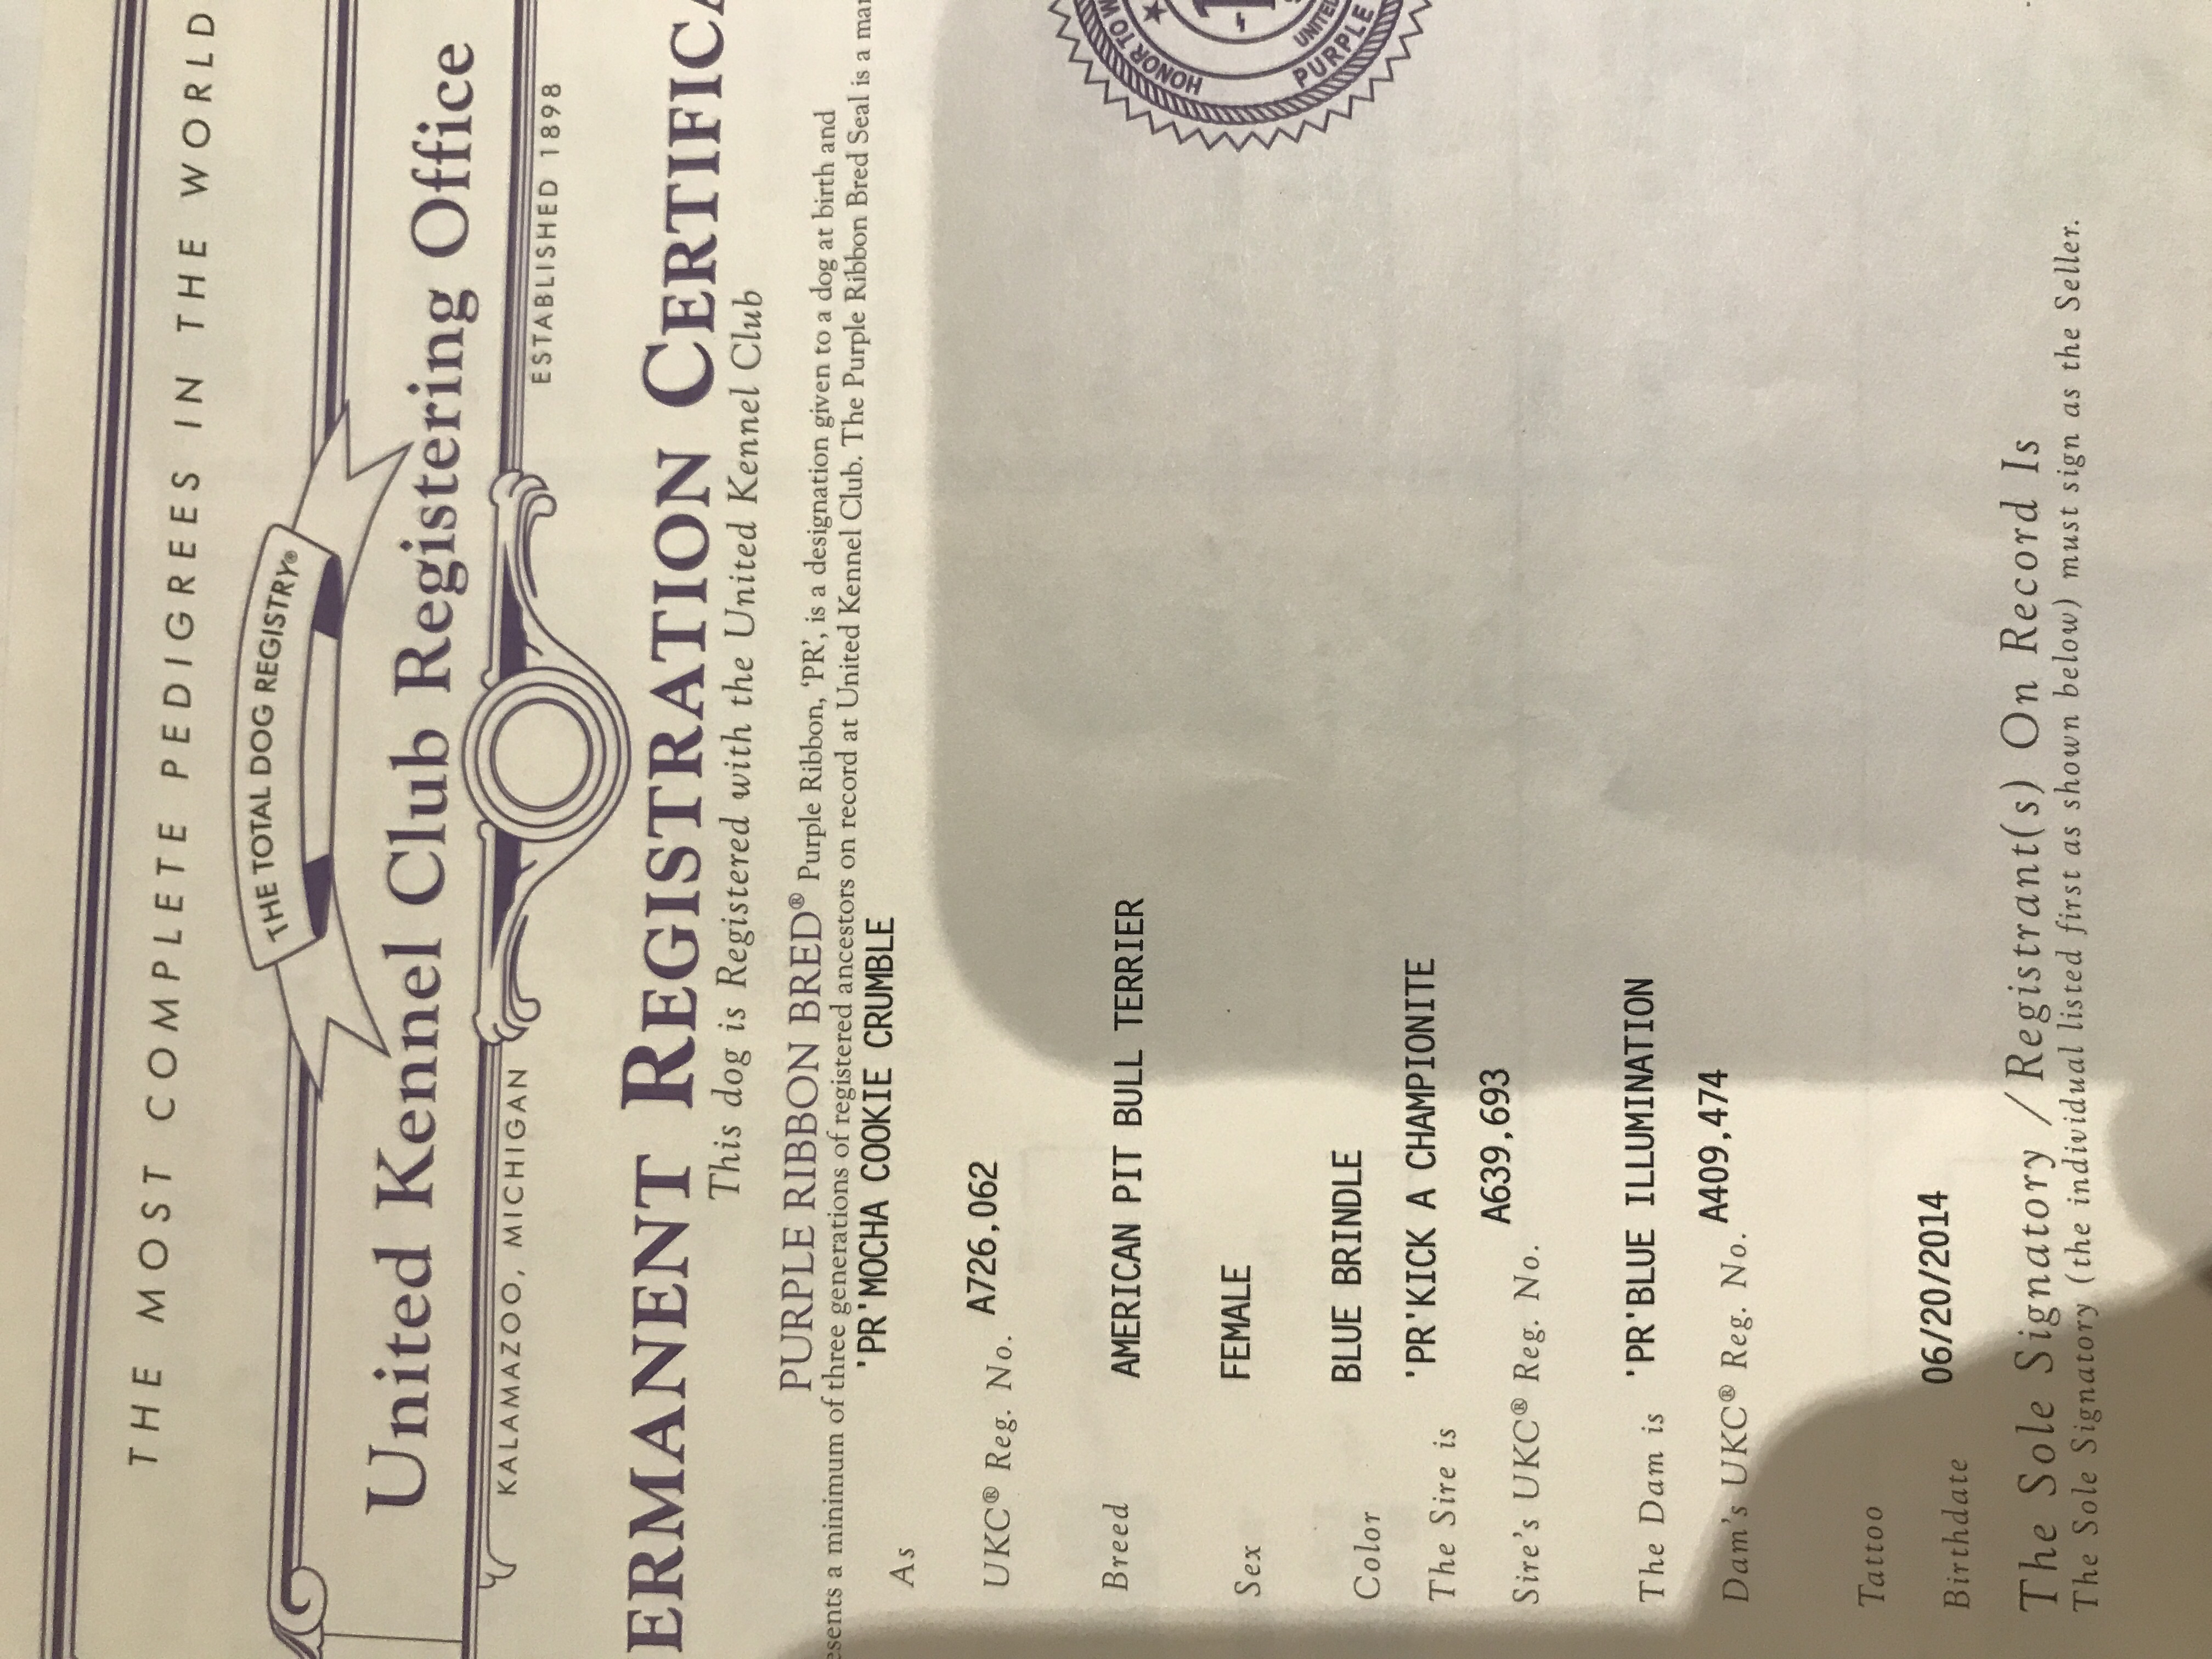 THE MOST COMPLETE PEDIGREES IN THE WORLD
THE TOTAL DOG REGISTRY®
United Kennel Club Registering Office
KALAMAZOO, MICHIGAN ESTABLISHED 1898
ERMANENT REGISTRATION CERTIFICA
This dog is Registered with the United Kennel Club
PURPLE RIBBON BRED® Purple Ribbon, 'PR', is a designation given to a dog at birth and
esents a minimum of three generations of registered ancestors on record at United Kennel Club. The Purple Ribbon Bred Seal is a mar
As 'PR'MOCHA COOKIE CRUMBLE
UKC® Reg. No. A726,062
Breed AMERICAN PIT BULL TERRIER
Sex FEMALE
Color BLUE BRINDLE
The Sire is 'PR'KICK A CHAMPIONITE
Sire's UKC® Reg. No. A639,693
The Dam is 'PR'BLUE ILLUMINATION
Dam's UKC® Reg. No. A409,474
Tattoo
Birthdate 06/20/2014
The Sole Signatory / Registrant(s) On Record Is
The Sole Signatory (the individual listed first as shown below) must sign as the Seller.
HONOR TO W
UNITED
PURPLE